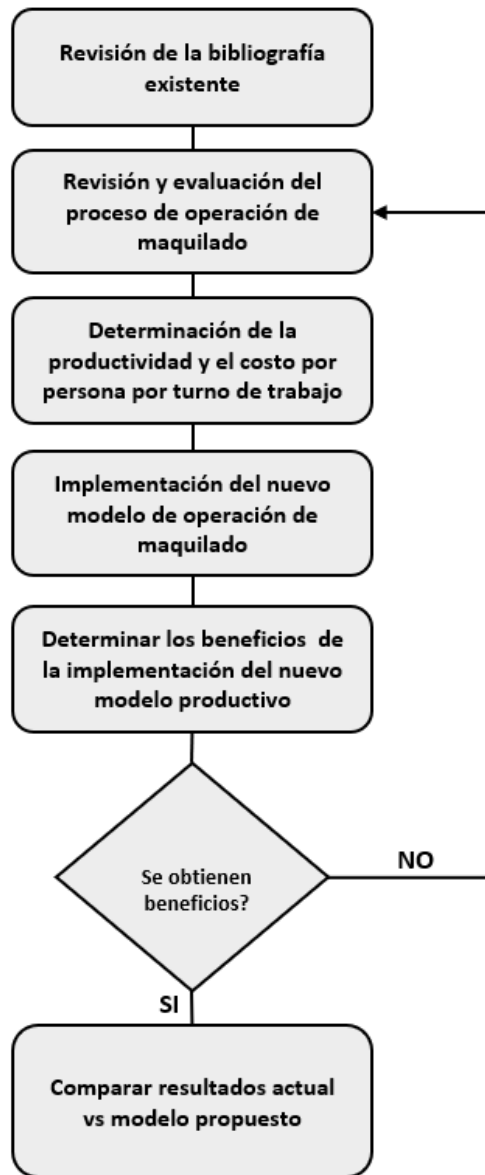 Revisión de la bibliografía
existente
Revisión y evaluación del
proceso de operación de
maquilado
Determinación de la
productividad y el costo por
persona por turno de trabajo
Implementación del nuevo
modelo de operación de
maquilado
Determinar los beneficios de
la implementación del nuevo
modelo productivo
Se obtienen
beneficios?
NO
SI
Comparar resultados actual
vs modelo propuesto